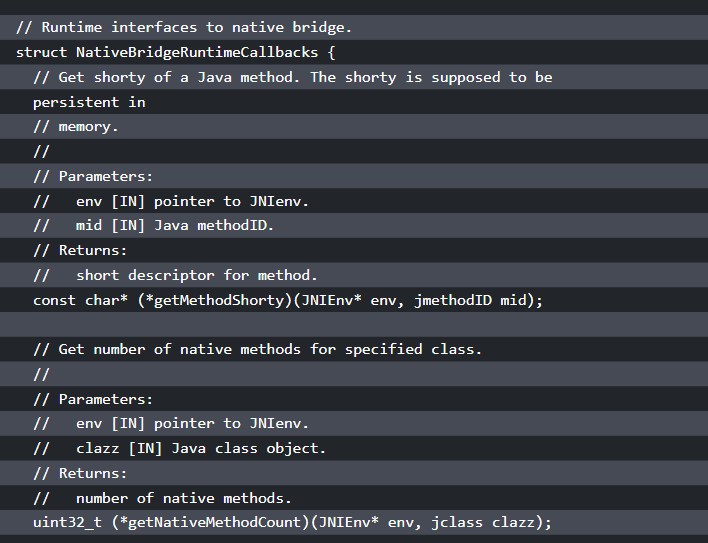 // Runtime interfaces to native bridge.
struct NativeBridgeRuntimeCallbacks {
// Get shorty of a Java method. The shorty is supposed to be
persistent in
// memory.
//
// Parameters:
//   env [IN] pointer to JNIenv.
//   mid [IN] Java methodID.
// Returns:
//   short descriptor for method.
const char* (*getMethodShorty)(JNIEnv* env, jmethodID mid);
// Get number of native methods for specified class.
//
// Parameters:
//   env [IN] pointer to JNIenv.
//   clazz [IN] Java class object.
// Returns:
//   number of native methods.
uint32_t (*getNativeMethodCount)(JNIEnv* env, jclass clazz);